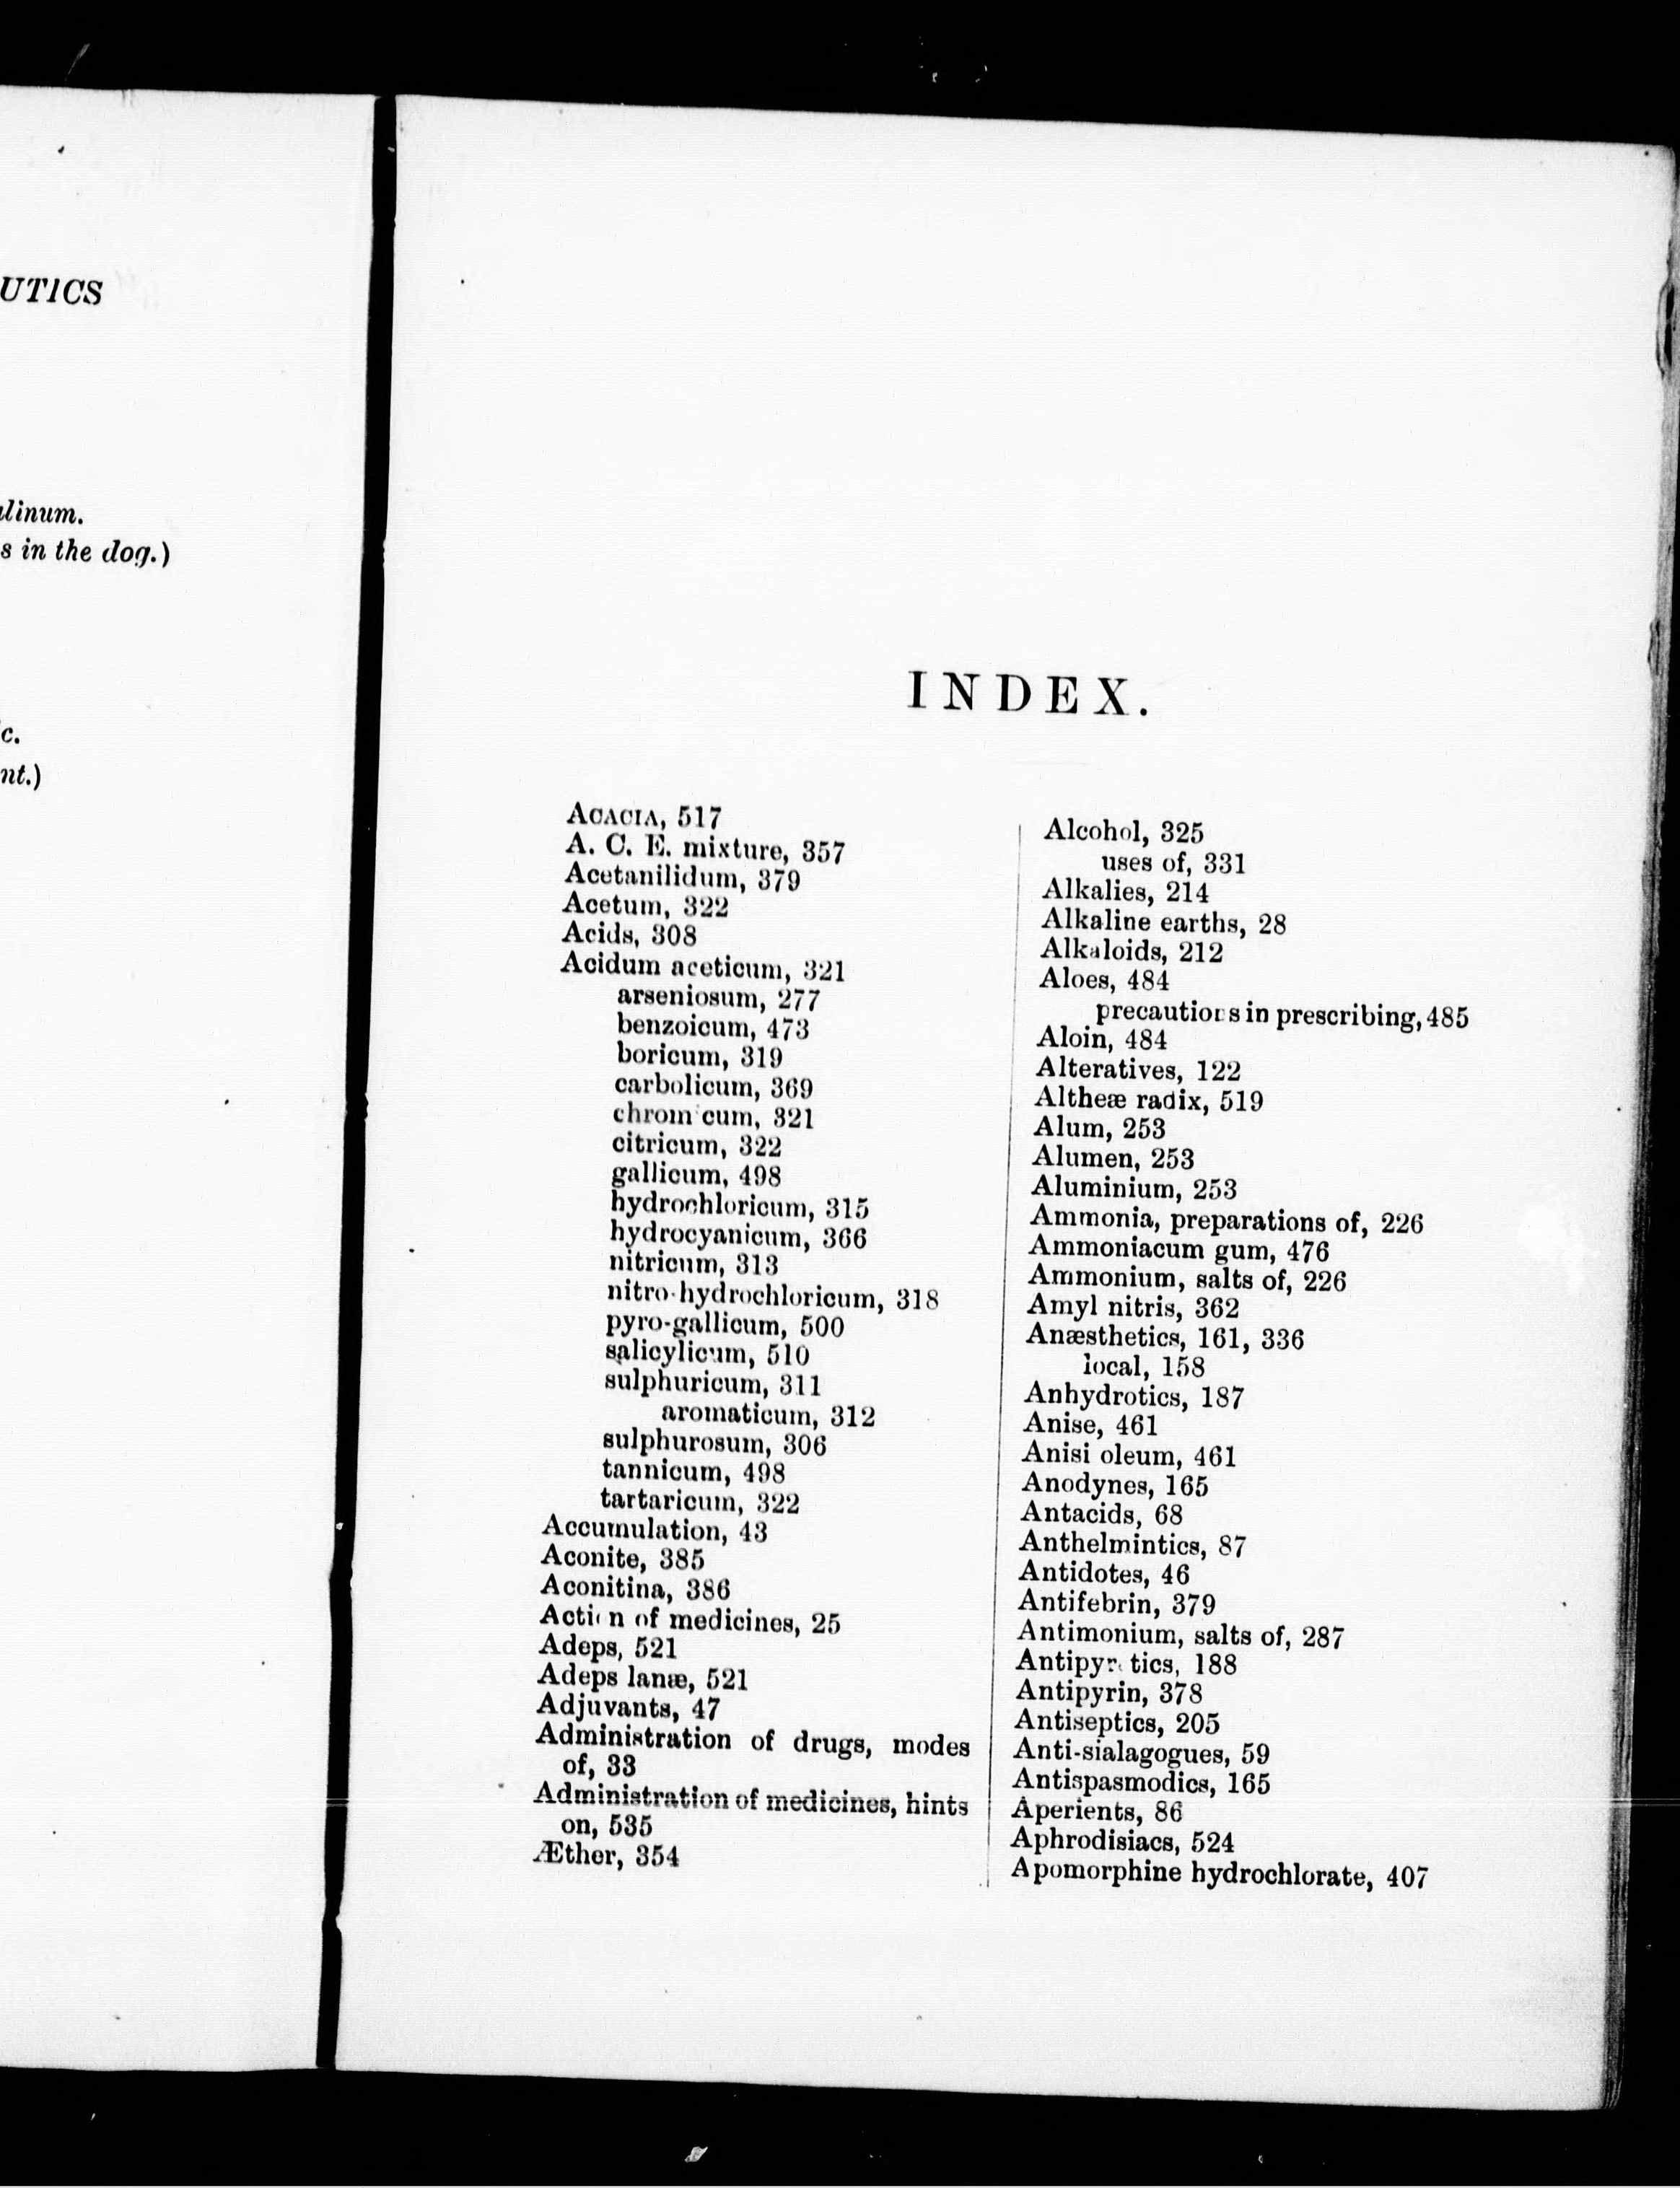 UTICS
linum.
s in the dog.)
c.
nt.)
INDEX.
ACACIA, 517
A. C. E. mixture, 357
Acetanilidum, 379
Acetum, 322
Acids, 308
Acidum aceticum, 321
arseniosum, 277
benzoicum, 473
boricum, 319
carbolicum, 369
chromicum, 321
citricum, 322
gallicum, 498
hydrochloricum, 315
hydrocyanicum, 366
nitricum, 313
nitro-hydrochloricum, 318
pyro-gallicum, 500
salicylicum, 510
sulphuricum, 311
aromaticum, 312
sulphurosum, 306
tannicum, 498
tartaricum, 322
Accumulation, 43
Aconite, 385
Aconitina, 386
Action of medicines, 25
Adeps, 521
Adeps lanæ, 521
Adjuvants, 47
Administration of drugs, modes
of, 33
Administration of medicines, hints
on, 535
Æther, 354
Alcohol, 325
uses of, 331
Alkalies, 214
Alkaline earths, 28
Alkaloids, 212
Aloes, 484
precautions in prescribing, 485
Aloin, 484
Alteratives, 122
Altheæ radix, 519
Alum, 253
Alumen, 253
Aluminium, 253
Ammonia, preparations of, 226
Ammoniacum gum, 476
Ammonium, salts of, 226
Amyl nitris, 362
Anæsthetics, 161, 336
local, 158
Anhydrotics, 187
Anise, 461
Anisi oleum, 461
Anodynes, 165
Antacids, 68
Anthelmintics, 87
Antidotes, 46
Antifebrin, 379
Antimonium, salts of, 287
Antipyretics, 188
Antipyrin, 378
Antiseptics, 205
Anti-sialagogues, 59
Antispasmodics, 165
Aperients, 86
Aphrodisiacs, 524
Apomorphine hydrochlorate, 407